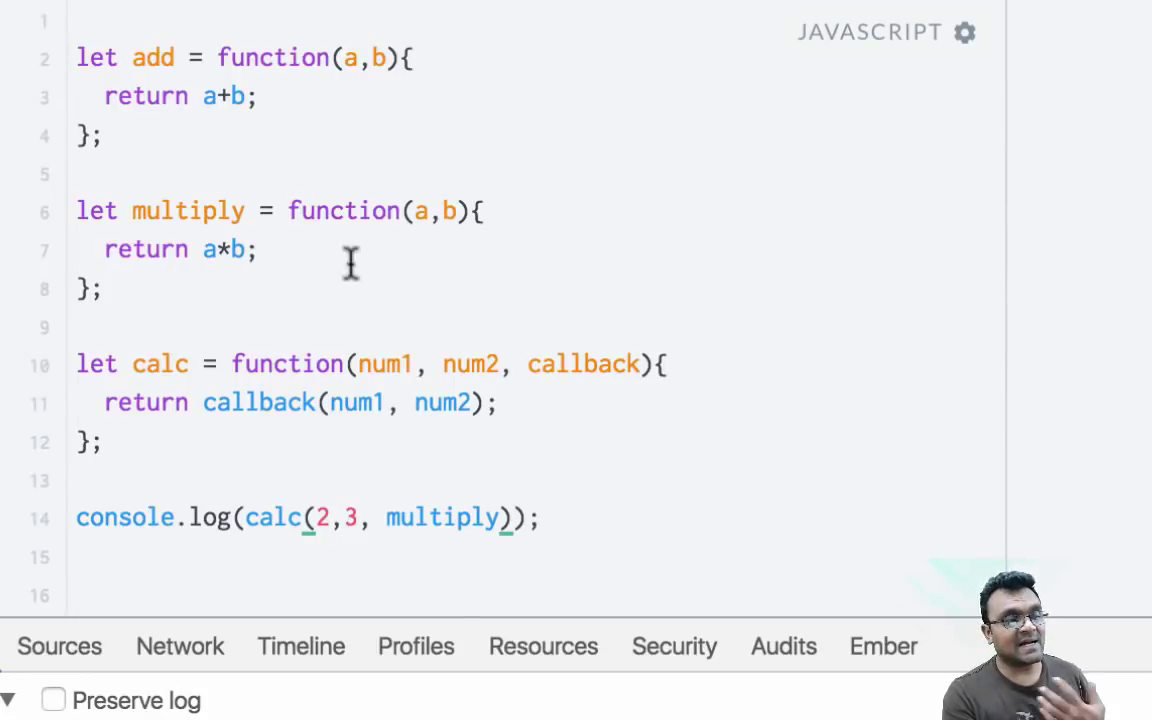 JAVASCRIPT
1
2 let add = function(a,b){
3 return a+b;
4 };
5
6 let multiply = function(a,b){
7 return a*b;
8 };
9
10 let calc = function(num1, num2, callback){
11 return callback(num1, num2);
12 };
13
14 console.log(calc(2,3, multiply));
15
16
Sources Network Timeline Profiles Resources Security Audits Ember
Preserve log